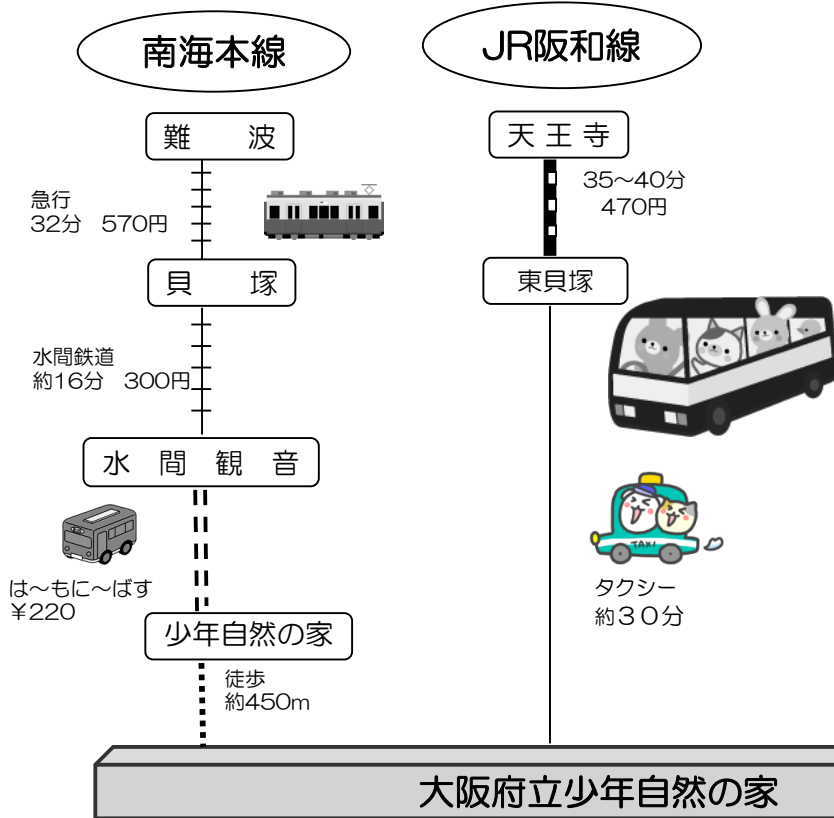 南海本線
難　波
急行
32分　570円
貝　塚
水間鉄道
約16分　300円
水　間　観　音
は～もに～ばす
￥220
少年自然の家
徒歩
約450m
JR阪和線
天王寺
35～40分
470円
東貝塚
TAXI
タクシー
約３０分
大阪府立少年自然の家